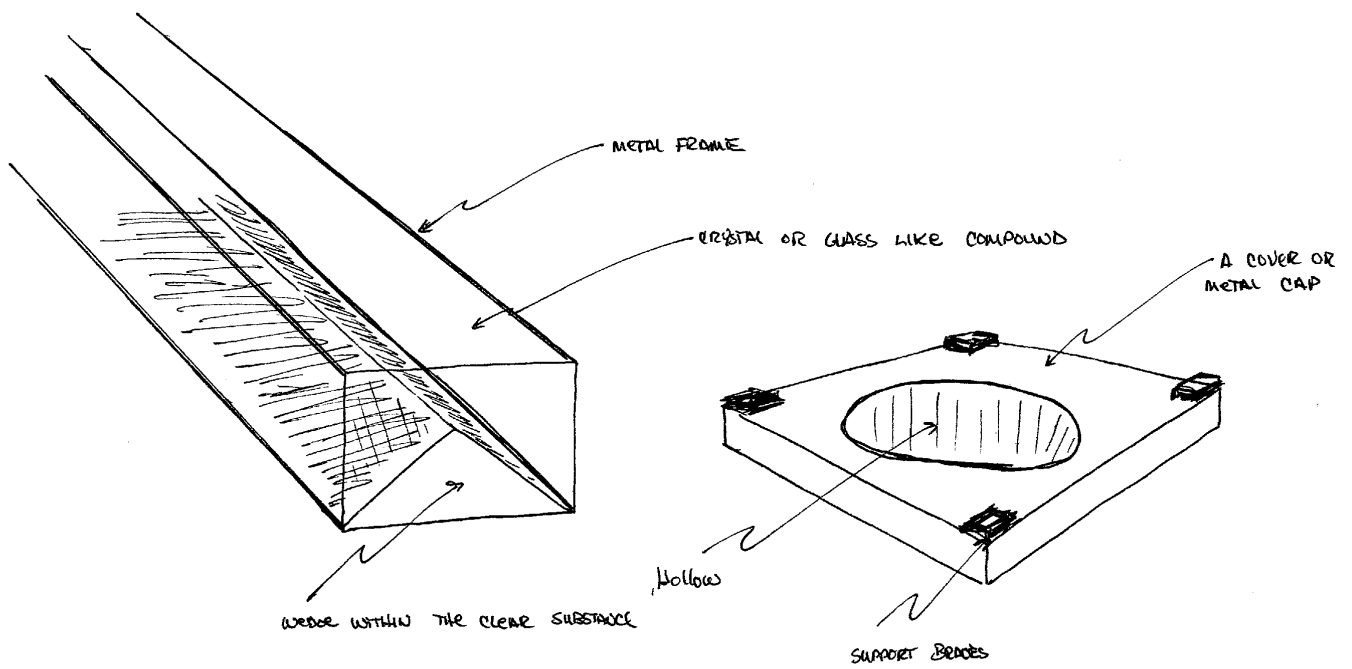 METAL FRAME
CRYSTAL OR GLASS LIKE COMPOUND
A COVER OR
METAL CAP
Hollow
WEDGE WITHIN THE CLEAR SUBSTANCE
SUPPORT BRACES